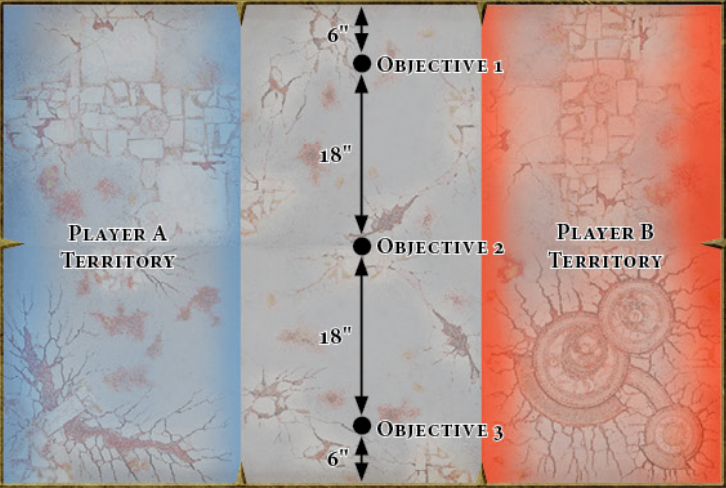 6"
Objective 1
18"
Player A
Territory
Objective 2
Player B
Territory
18"
Objective 3
6"